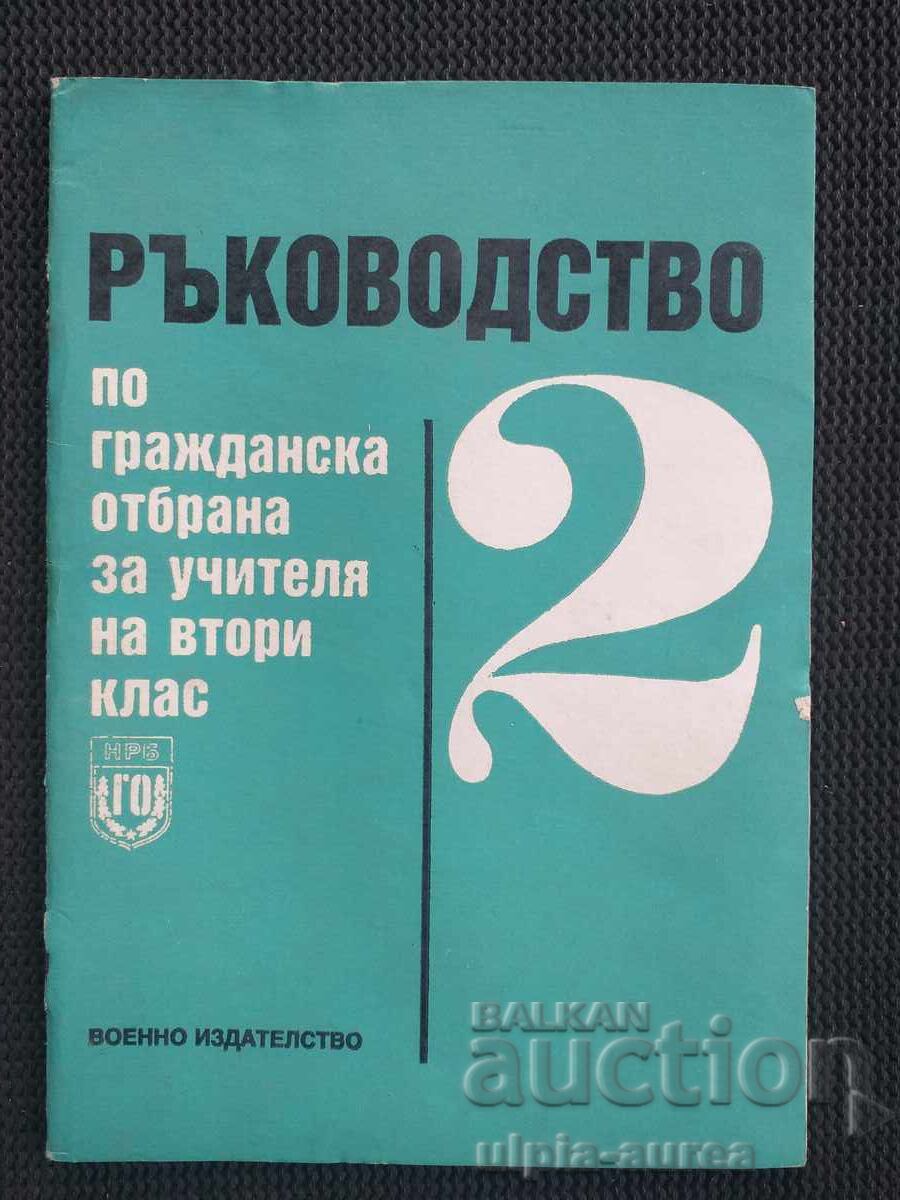 РЪКОВОДСТВО
по
гражданска
отбрана
за учителя
на втори
клас
2
НРБ
ГО
ВОЕННО ИЗДАТЕЛСТВО
BALKAN
auction
ulpia-aurea